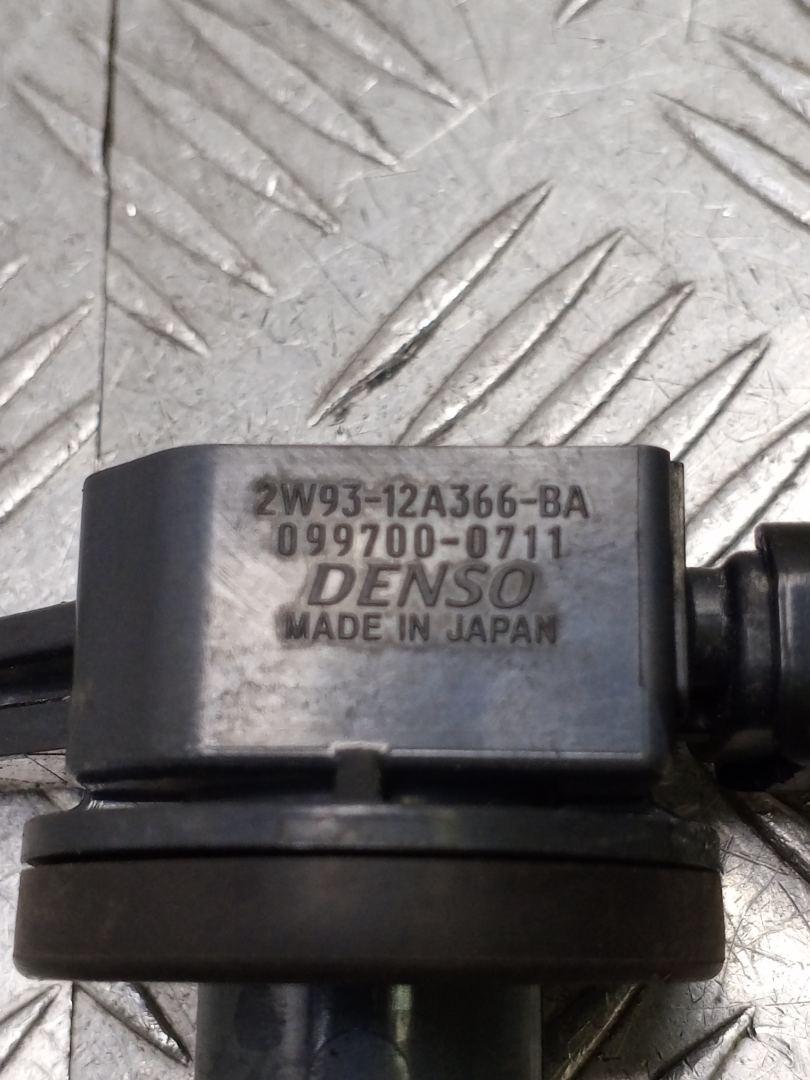 2W93-12A366-BA
099700-0711
DENSO
MADE IN JAPAN